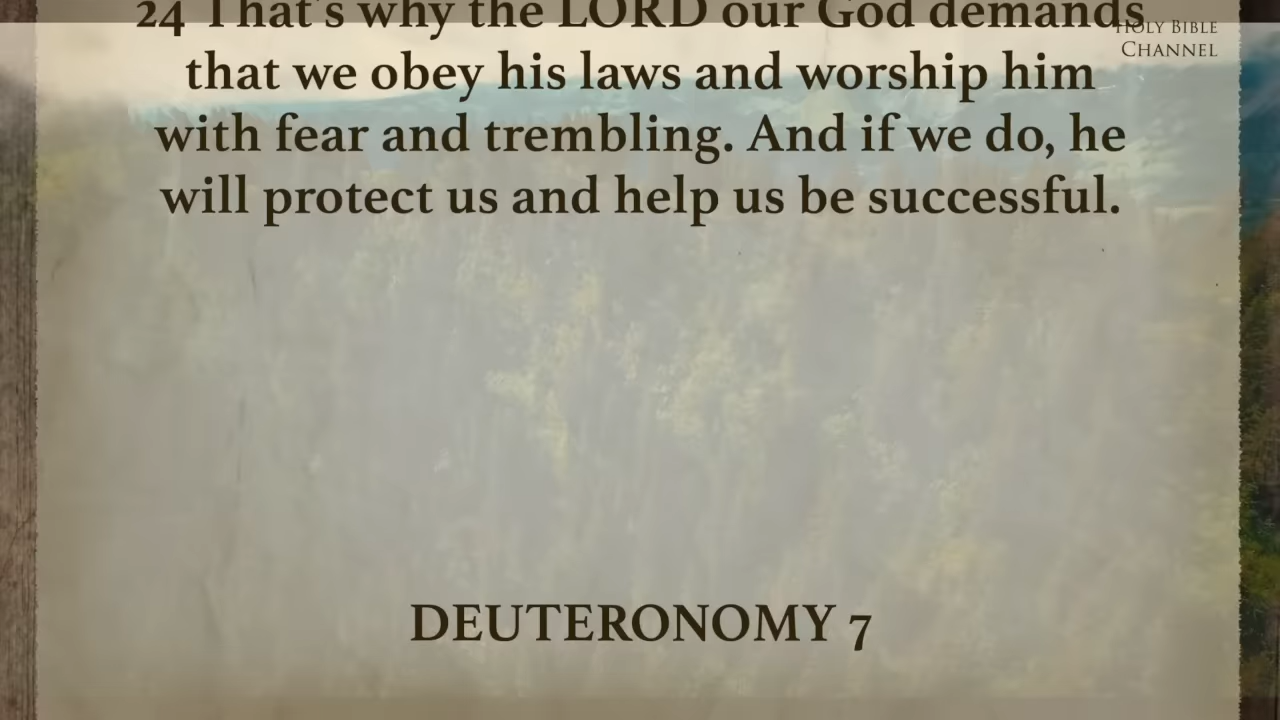 24 That's why the LORD our God demands
HOLY BIBLE
CHANNEL
that we obey his laws and worship him
with fear and trembling. And if we do, he
will protect us and help us be successful.
DEUTERONOMY 7